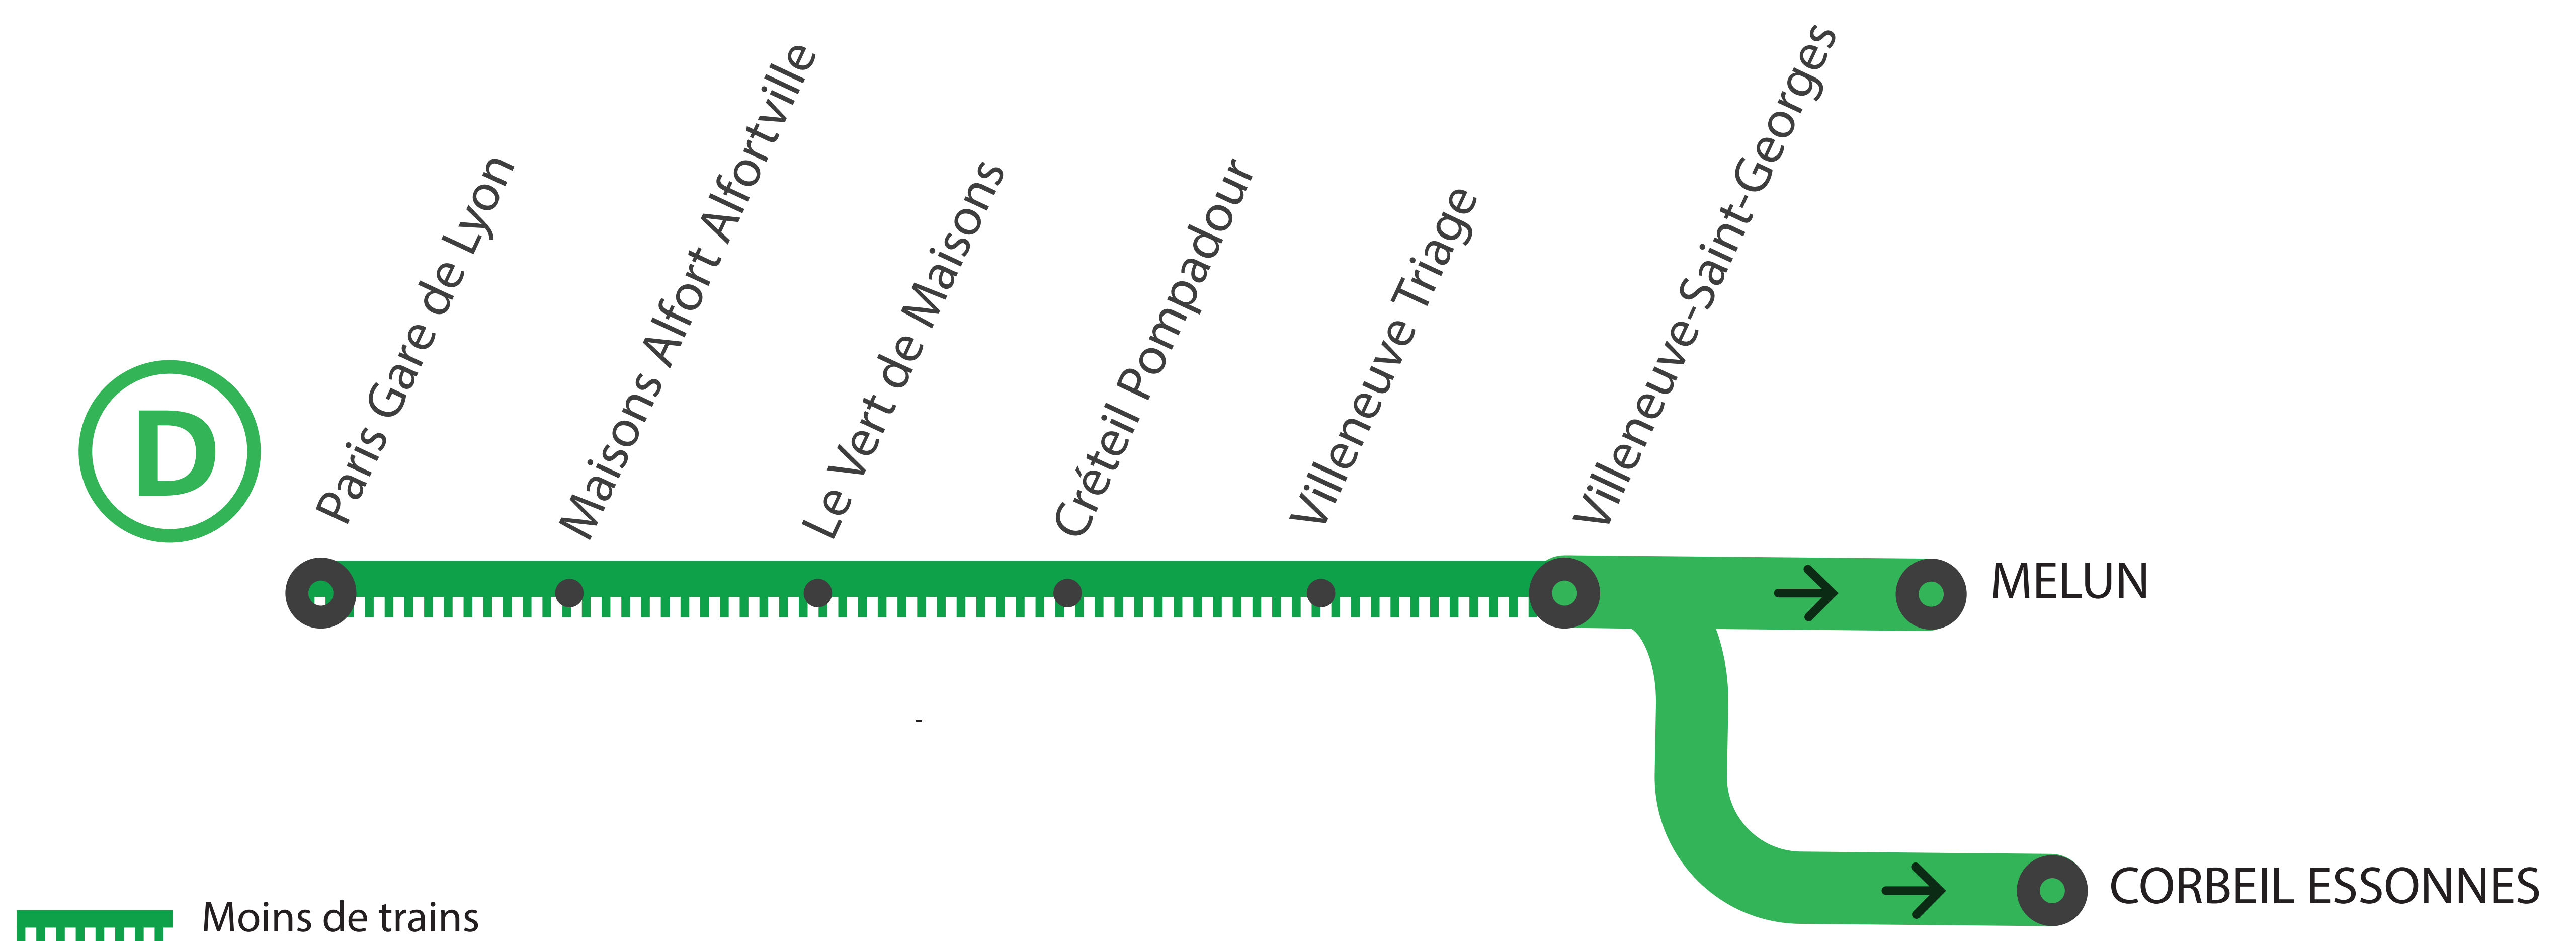 D
Paris Gare de Lyon
Maisons Alfort Alfortville
Le Vert de Maisons
Créteil Pompadour
Villeneuve Triage
Villeneuve-Saint-Georges
MELUN
-
CORBEIL ESSONNES
Moins de trains